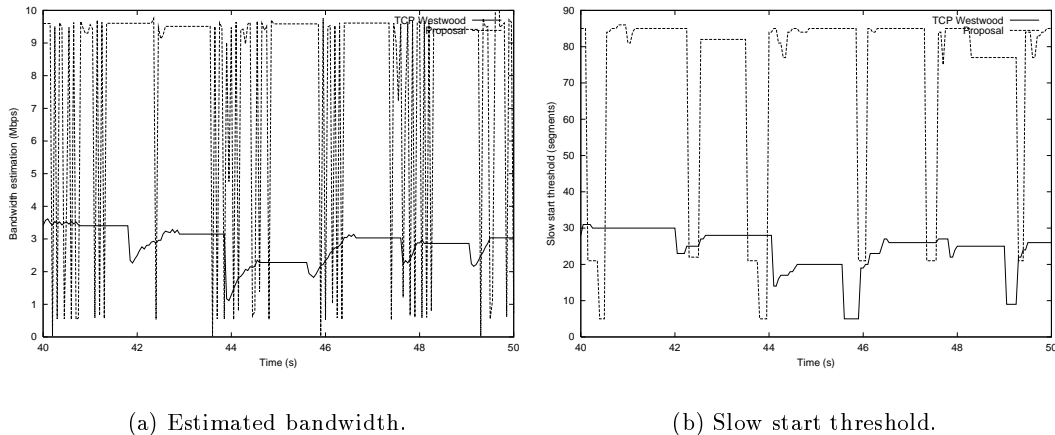 10
9
8
7
6
5
4
3
2
1
0
40 42 44 46 48 50
Bandwidth estimation (Mbps)
Time (s)
TCP Westwood
Proposal
90
80
70
60
50
40
30
20
10
0
40 42 44 46 48 50
Slow start threshold (segments)
Time (s)
TCP Westwood
Proposal
(a) Estimated bandwidth.
(b) Slow start threshold.